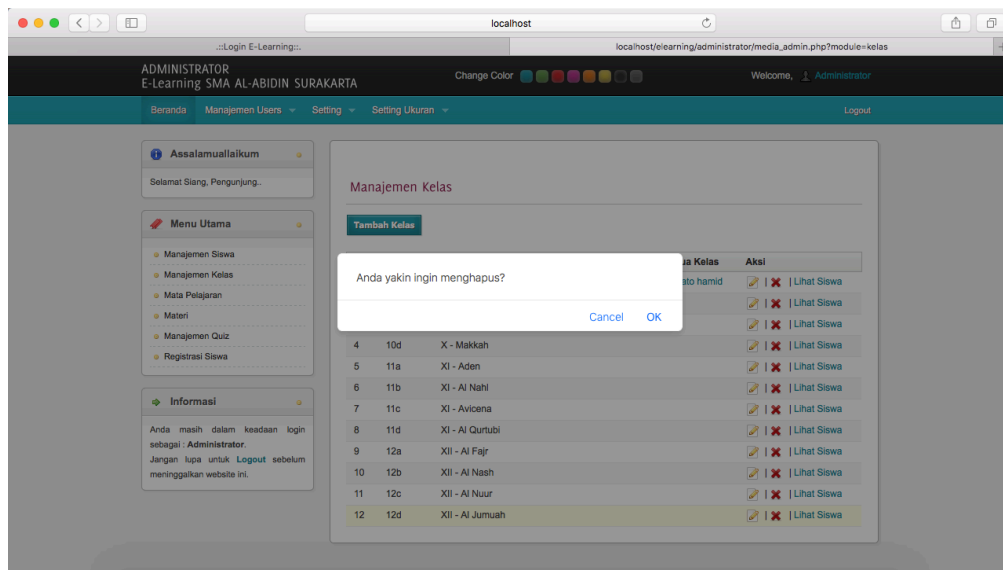 localhost
.::Login E-Learning::.
localhost/elearning/administrator/media_admin.php?module=kelas
ADMINISTRATOR
E-Learning SMA AL-ABIDIN SURAKARTA
Change Color
Welcome, Administrator
Beranda Manajemen Users Setting Setting Ukuran Logout
Assalamuallaikum
Selamat Siang, Pengunjung..
Menu Utama
Manajemen Siswa
Manajemen Kelas
Mata Pelajaran
Materi
Manajemen Quiz
Registrasi Siswa
Informasi
Anda masih dalam keadaan login
sebagai : Administrator.
Jangan lupa untuk Logout sebelum
meninggalkan website ini.
Manajemen Kelas
Tambah Kelas
Kelas Aksi
hamid | | Lihat Siswa
| | Lihat Siswa
| | Lihat Siswa
Anda yakin ingin menghapus?
Cancel OK
4 10d X - Makkah | | Lihat Siswa
5 11a XI - Aden | | Lihat Siswa
6 11b XI - Al Nahl | | Lihat Siswa
7 11c XI - Avicena | | Lihat Siswa
8 11d XI - Al Qurtubi | | Lihat Siswa
9 12a XII - Al Fajr | | Lihat Siswa
10 12b XII - Al Nash | | Lihat Siswa
11 12c XII - Al Nuur | | Lihat Siswa
12 12d XII - Al Jumuah | | Lihat Siswa